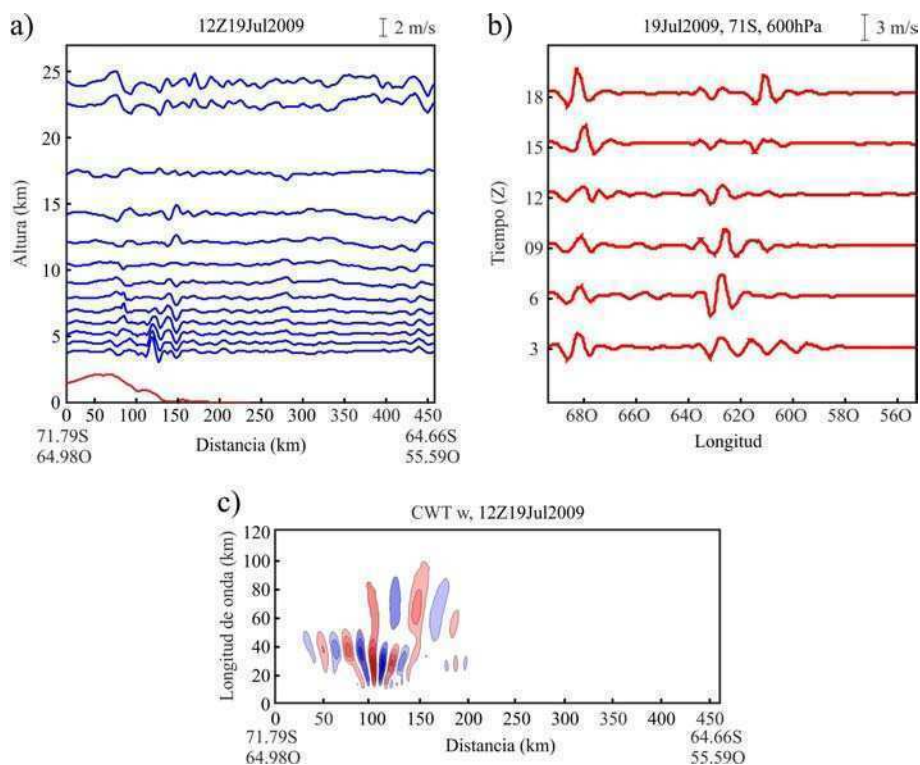 a)
12Z19Jul2009
2 m/s
Altura (km)
25
20
15
10
5
0
0 50 100 150 200 250 300 350 400 450
71.79S
64.98O
Distancia (km)
64.66S
55.59O
b)
19Jul2009, 71S, 600hPa
3 m/s
Tiempo (Z)
18
15
12
09
6
3
68O 66O 64O 62O 60O 58O 56O
Longitud
c)
CWT w, 12Z19Jul2009
Longitud de onda (km)
120
100
80
60
40
20
0
0 50 100 150 200 250 300 350 400 450
71.79S
64.98O
Distancia (km)
64.66S
55.59O